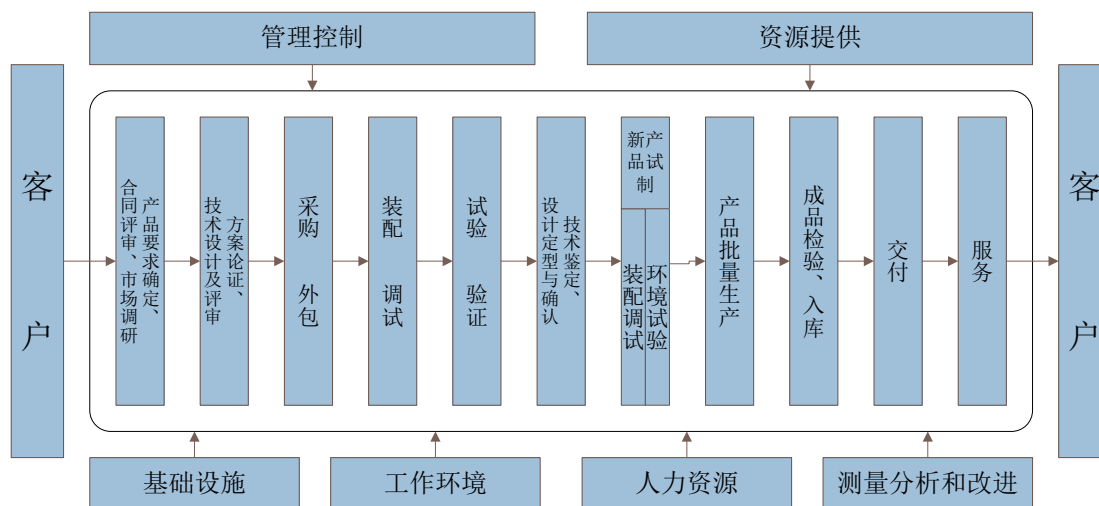 管理控制
资源提供
客
户
产品要求确定、
合同评审、市场调研
方案论证、
技术设计及评审
采购
外包
装配
调试
试验
验证
技术鉴定、
设计定型与确认
新产
品试
制
装配调试
环境试验
产品批量生产
成品检验、入库
交付
服务
客
户
基础设施
工作环境
人力资源
测量分析和改进